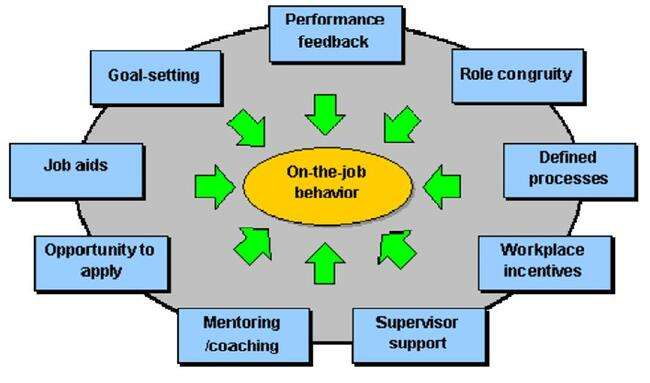 Performance
feedback
Goal-setting
Role congruity
Job aids
On-the-job
behavior
Defined
processes
Opportunity to
apply
Workplace
incentives
Mentoring
/coaching
Supervisor
support